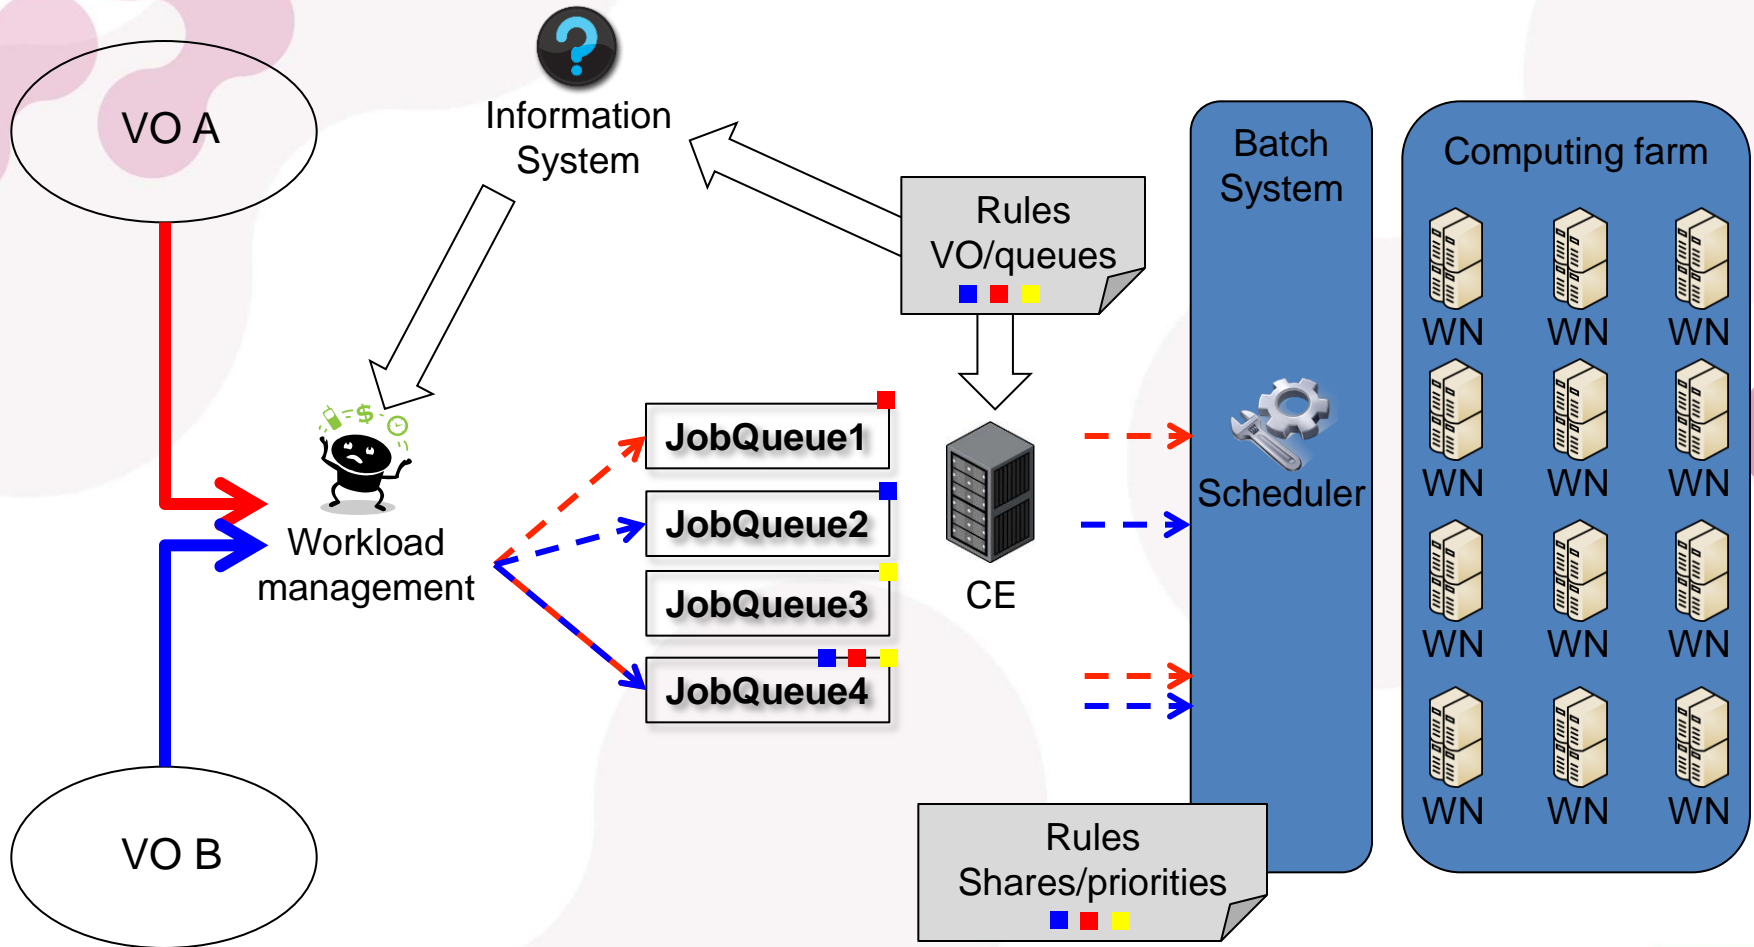 VO A
Information
System
Rules
VO/queues
Batch
System
Computing farm
WN
WN
WN
WN
WN
WN
WN
WN
WN
WN
WN
WN
Scheduler
JobQueue1
JobQueue2
JobQueue3
JobQueue4
CE
Workload
management
VO B
Rules
Shares/priorities